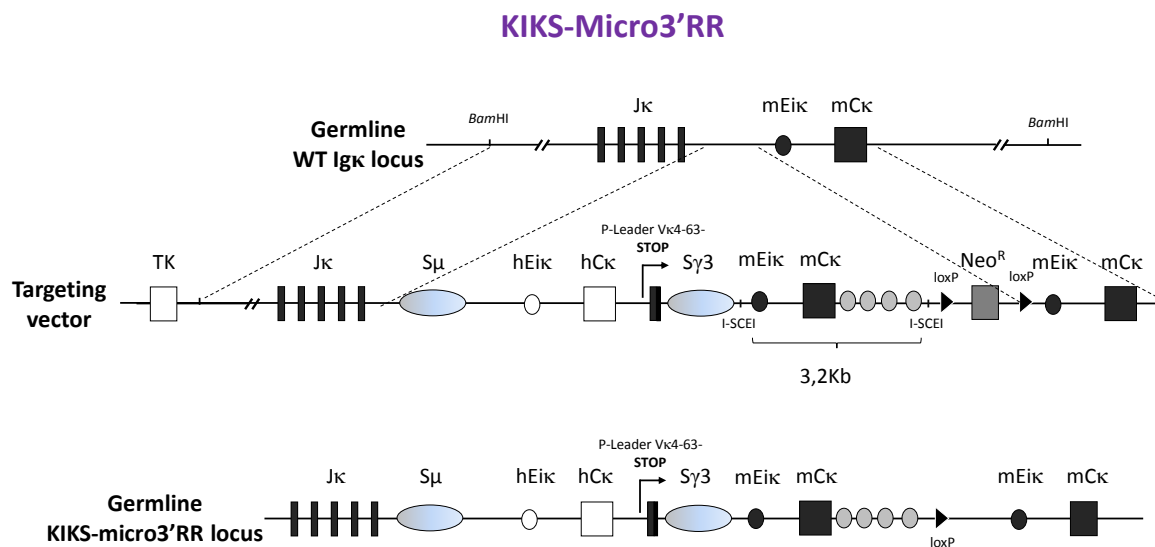 KIKS-Micro3'RR
Jκ mEiκ mCκ
BamHI BamHI
Germline
WT Igκ locus
P-Leader Vκ4-63-
STOP
TK Jκ Sμ hEiκ hCκ Sγ3 mEiκ mCκ NeoR mEiκ mCκ
loxP loxP
Targeting
vector
I-SCEI I-SCEI
3,2Kb
P-Leader Vκ4-63-
STOP
Jκ Sμ hEiκ hCκ Sγ3 mEiκ mCκ mEiκ mCκ
Germline
KIKS-micro3'RR locus
loxP